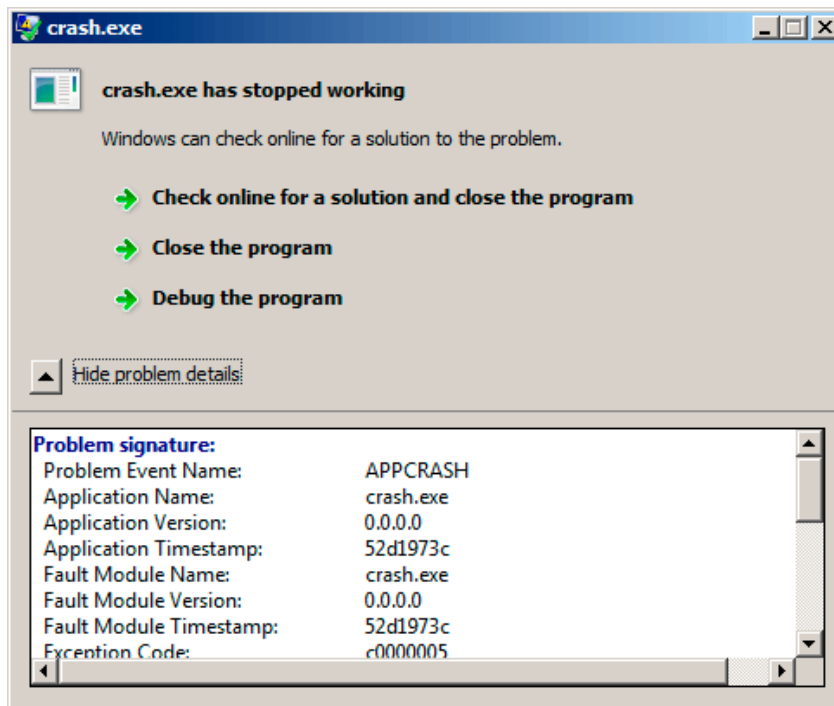 crash.exe
crash.exe has stopped working
Windows can check online for a solution to the problem.
Check online for a solution and close the program
Close the program
Debug the program
Hide problem details
Problem signature:
Problem Event Name: APPCRASH
Application Name: crash.exe
Application Version: 0.0.0.0
Application Timestamp: 52d1973c
Fault Module Name: crash.exe
Fault Module Version: 0.0.0.0
Fault Module Timestamp: 52d1973c
Exception Code: c0000005